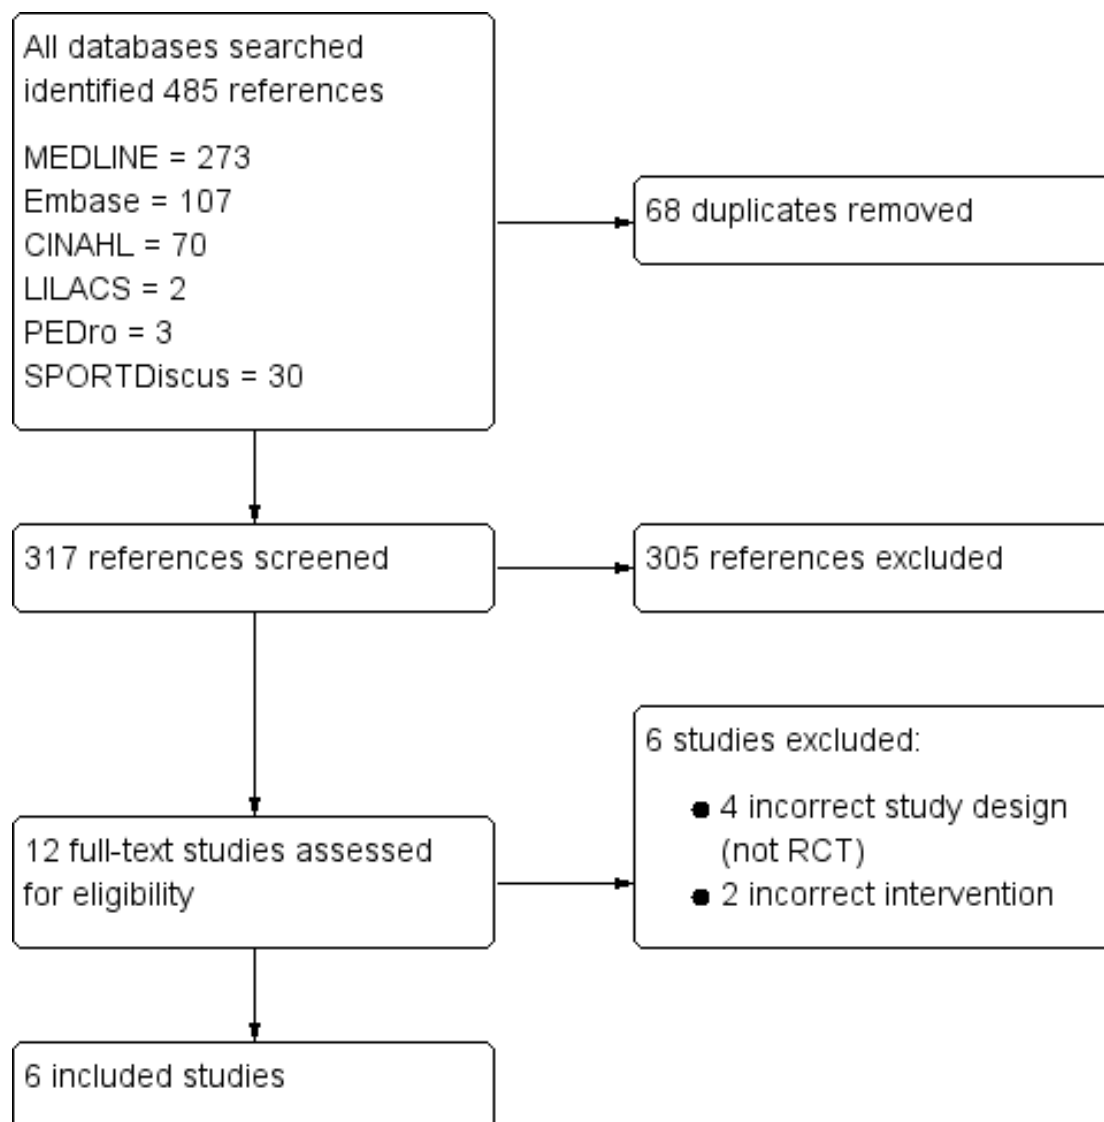 All databases searched
identified 485 references
MEDLINE = 273
Embase = 107
CINAHL = 70
LILACS = 2
PEDro = 3
SPORTDiscus = 30
68 duplicates removed
317 references screened
305 references excluded
12 full-text studies assessed
for eligibility
6 studies excluded:
● 4 incorrect study design
(not RCT)
● 2 incorrect intervention
6 included studies